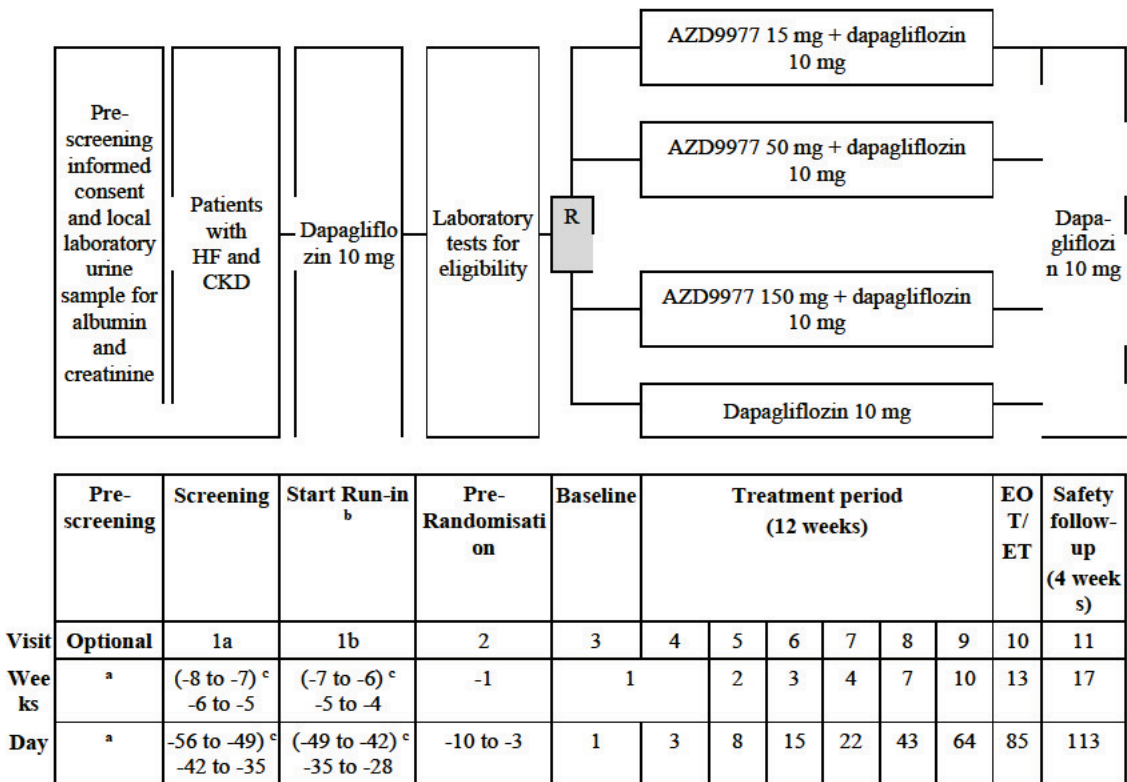 Pre-
screening
informed
consent
and local
laboratory
urine
sample for
albumin
and
creatinine
Patients
with
HF and
CKD
Dapagliflo
zin 10 mg
Laboratory
tests for
eligibility
R
AZD9977 15 mg + dapagliflozin
10 mg
AZD9977 50 mg + dapagliflozin
10 mg
AZD9977 150 mg + dapagliflozin
10 mg
Dapagliflozin 10 mg
Dapa-
gliflozi
n 10 mg
Pre-
screening
Screening
Start Run-in
b
Pre-
Randomisati
on
Baseline
Treatment period
(12 weeks)
EO
T/
ET
Safety
follow-
up
(4 week
s)
Visit Optional 1a 1b 2 3 4 5 6 7 8 9 10 11
Wee
ks
a
(-8 to -7) c
-6 to -5
(-7 to -6) c
-5 to -4
-1 1 2 3 4 7 10 13 17
Day
a
-56 to -49) c
-42 to -35
(-49 to -42) c
-35 to -28
-10 to -3 1 3 8 15 22 43 64 85 113